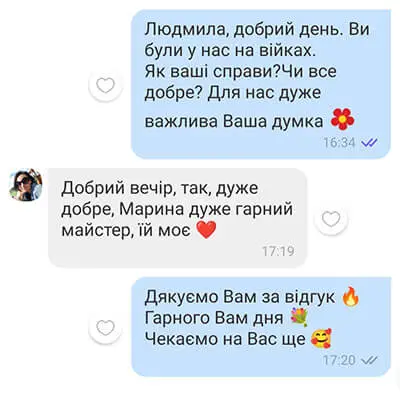 Людмила, добрий день. Ви
були у нас на війках.
Як ваші справи?Чи все
добре? Для нас дуже
важлива Ваша думка 🌺
16:34
Добрий вечір, так, дуже
добре, Марина дуже гарний
майстер, їй моє ❤️
17:19
Дякуємо Вам за відгук 🔥
Гарного Вам дня 💐
Чекаємо на Вас ще 🥰
17:20